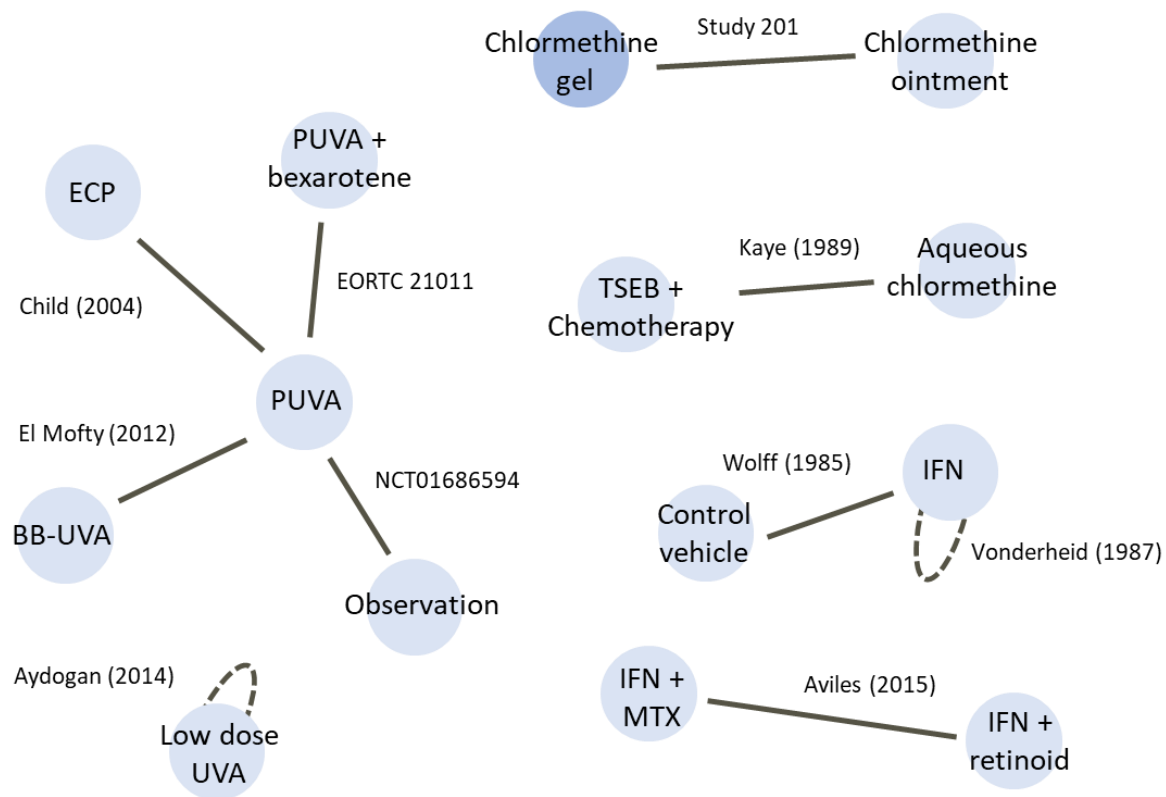 Chlormethine
gel
Study 201
Chlormethine
ointment
PUVA +
bexarotene
ECP
EORTC 21011
Child (2004)
Kaye (1989)
Aqueous
chlormethine
TSEB +
Chemotherapy
PUVA
El Mofty (2012)
NCT01686594
BB-UVA
Observation
Wolff (1985)
IFN
Control
vehicle
Vonderheid (1987)
Aydogan (2014)
Low dose
UVA
IFN +
MTX
Aviles (2015)
IFN +
retinoid